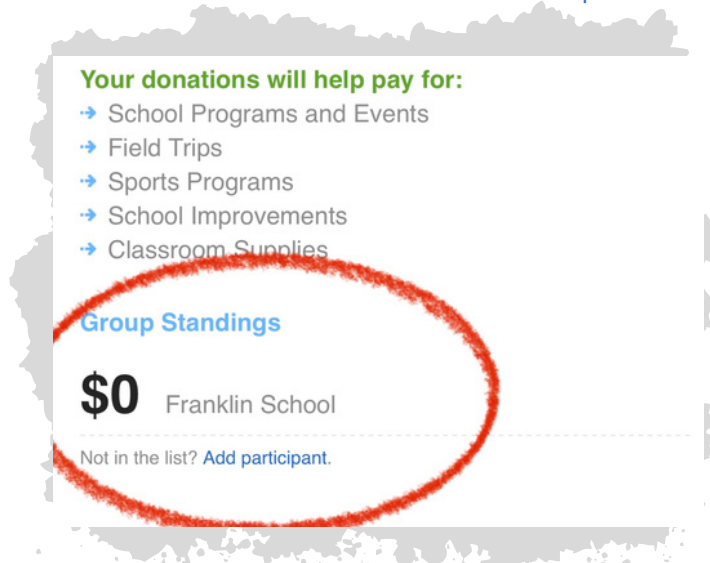 Your donations will help pay for:
School Programs and Events
Field Trips
Sports Programs
School Improvements
Classroom Supplies
Group Standings
$0 Franklin School
Not in the list? Add participant.